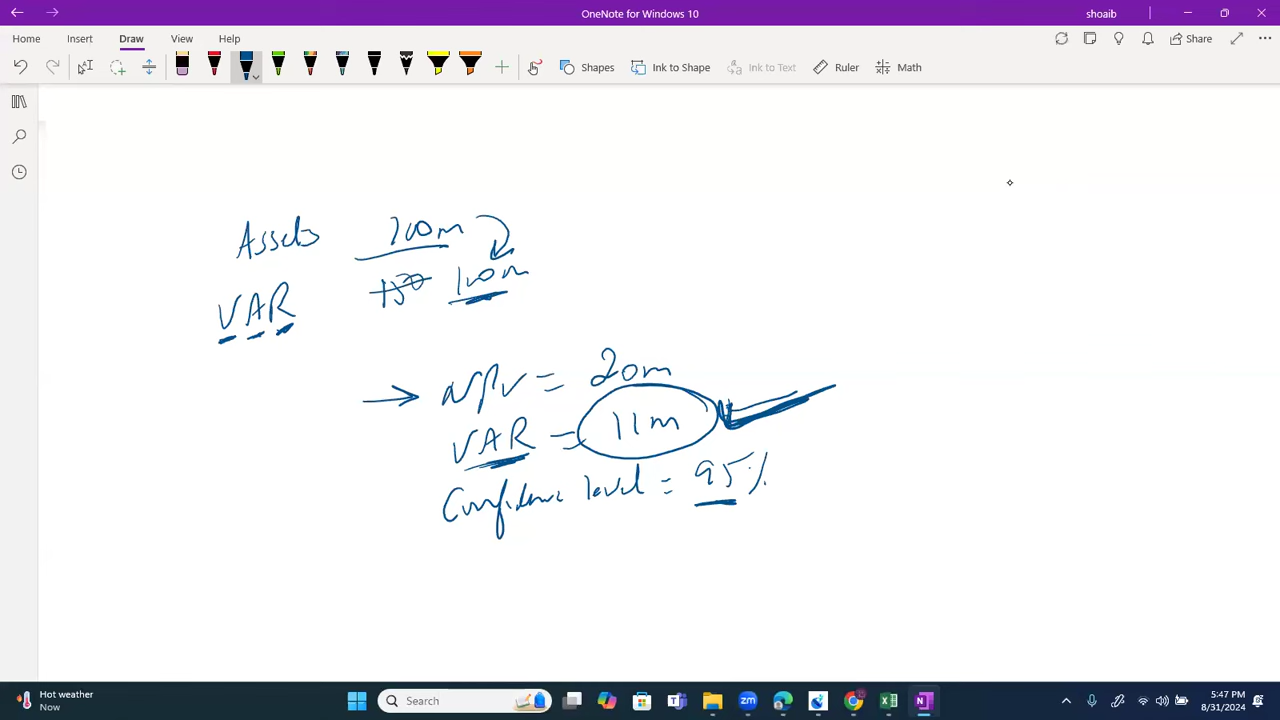 OneNote for Windows 10
shoaib
Home Insert Draw View Help
Share
Shapes
Ink to Shape
Ink to Text
Ruler
Math
Assets 200m
150 100m
VAR
→ NPV = 20m
VAR = 11m
Confidence level = 95%
Hot weather
Now
Search
5:47 PM
8/31/2024